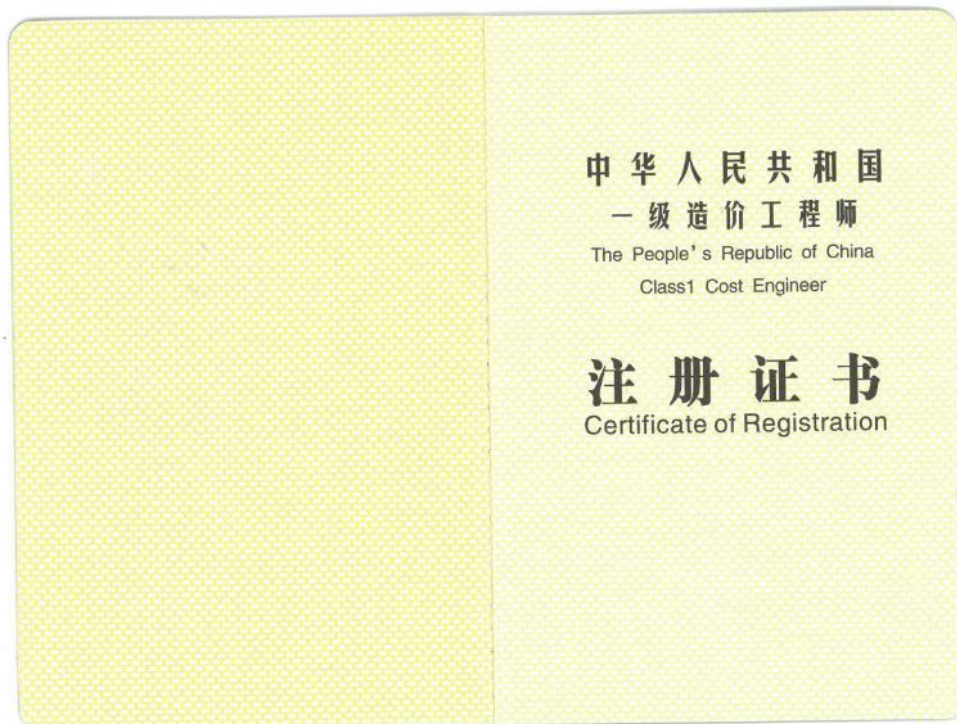 中华人民共和国
一级造价工程师
The People's Republic of China
Class1 Cost Engineer
注册证书
Certificate of Registration